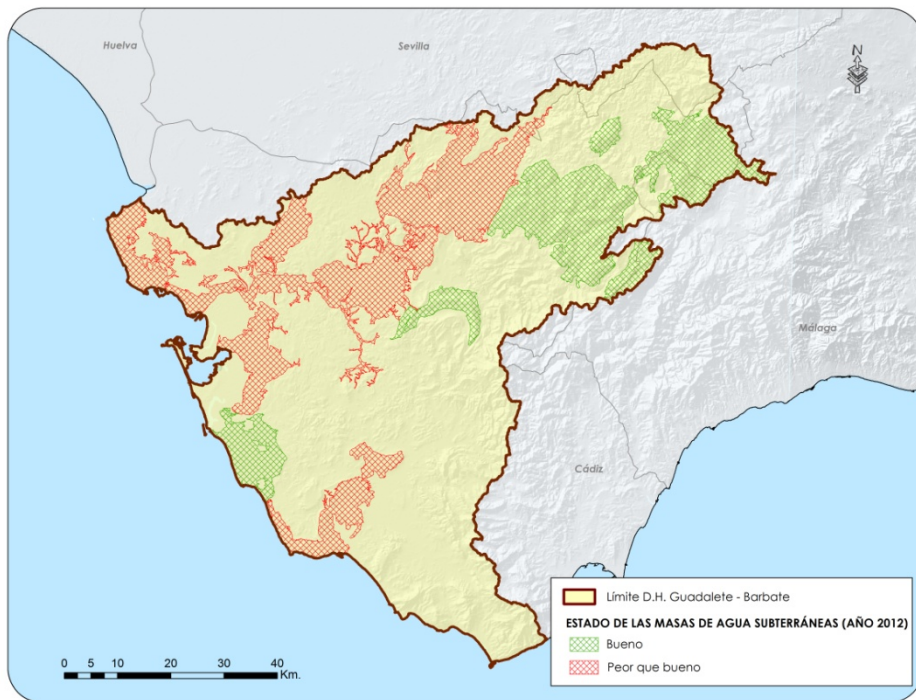 Huelva
Sevilla
N
Málaga
Cádiz
Límite D.H. Guadalete - Barbate
ESTADO DE LAS MASAS DE AGUA SUBTERRÁNEAS (AÑO 2012)
Bueno
Peor que bueno
0 5 10 20 30 40
Km.